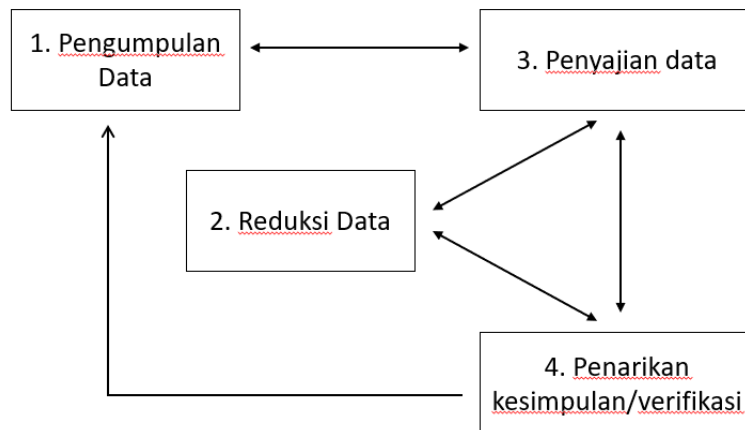 1. Pengumpulan
Data
3. Penyajian data
2. Reduksi Data
4. Penarikan
kesimpulan/verifikasi